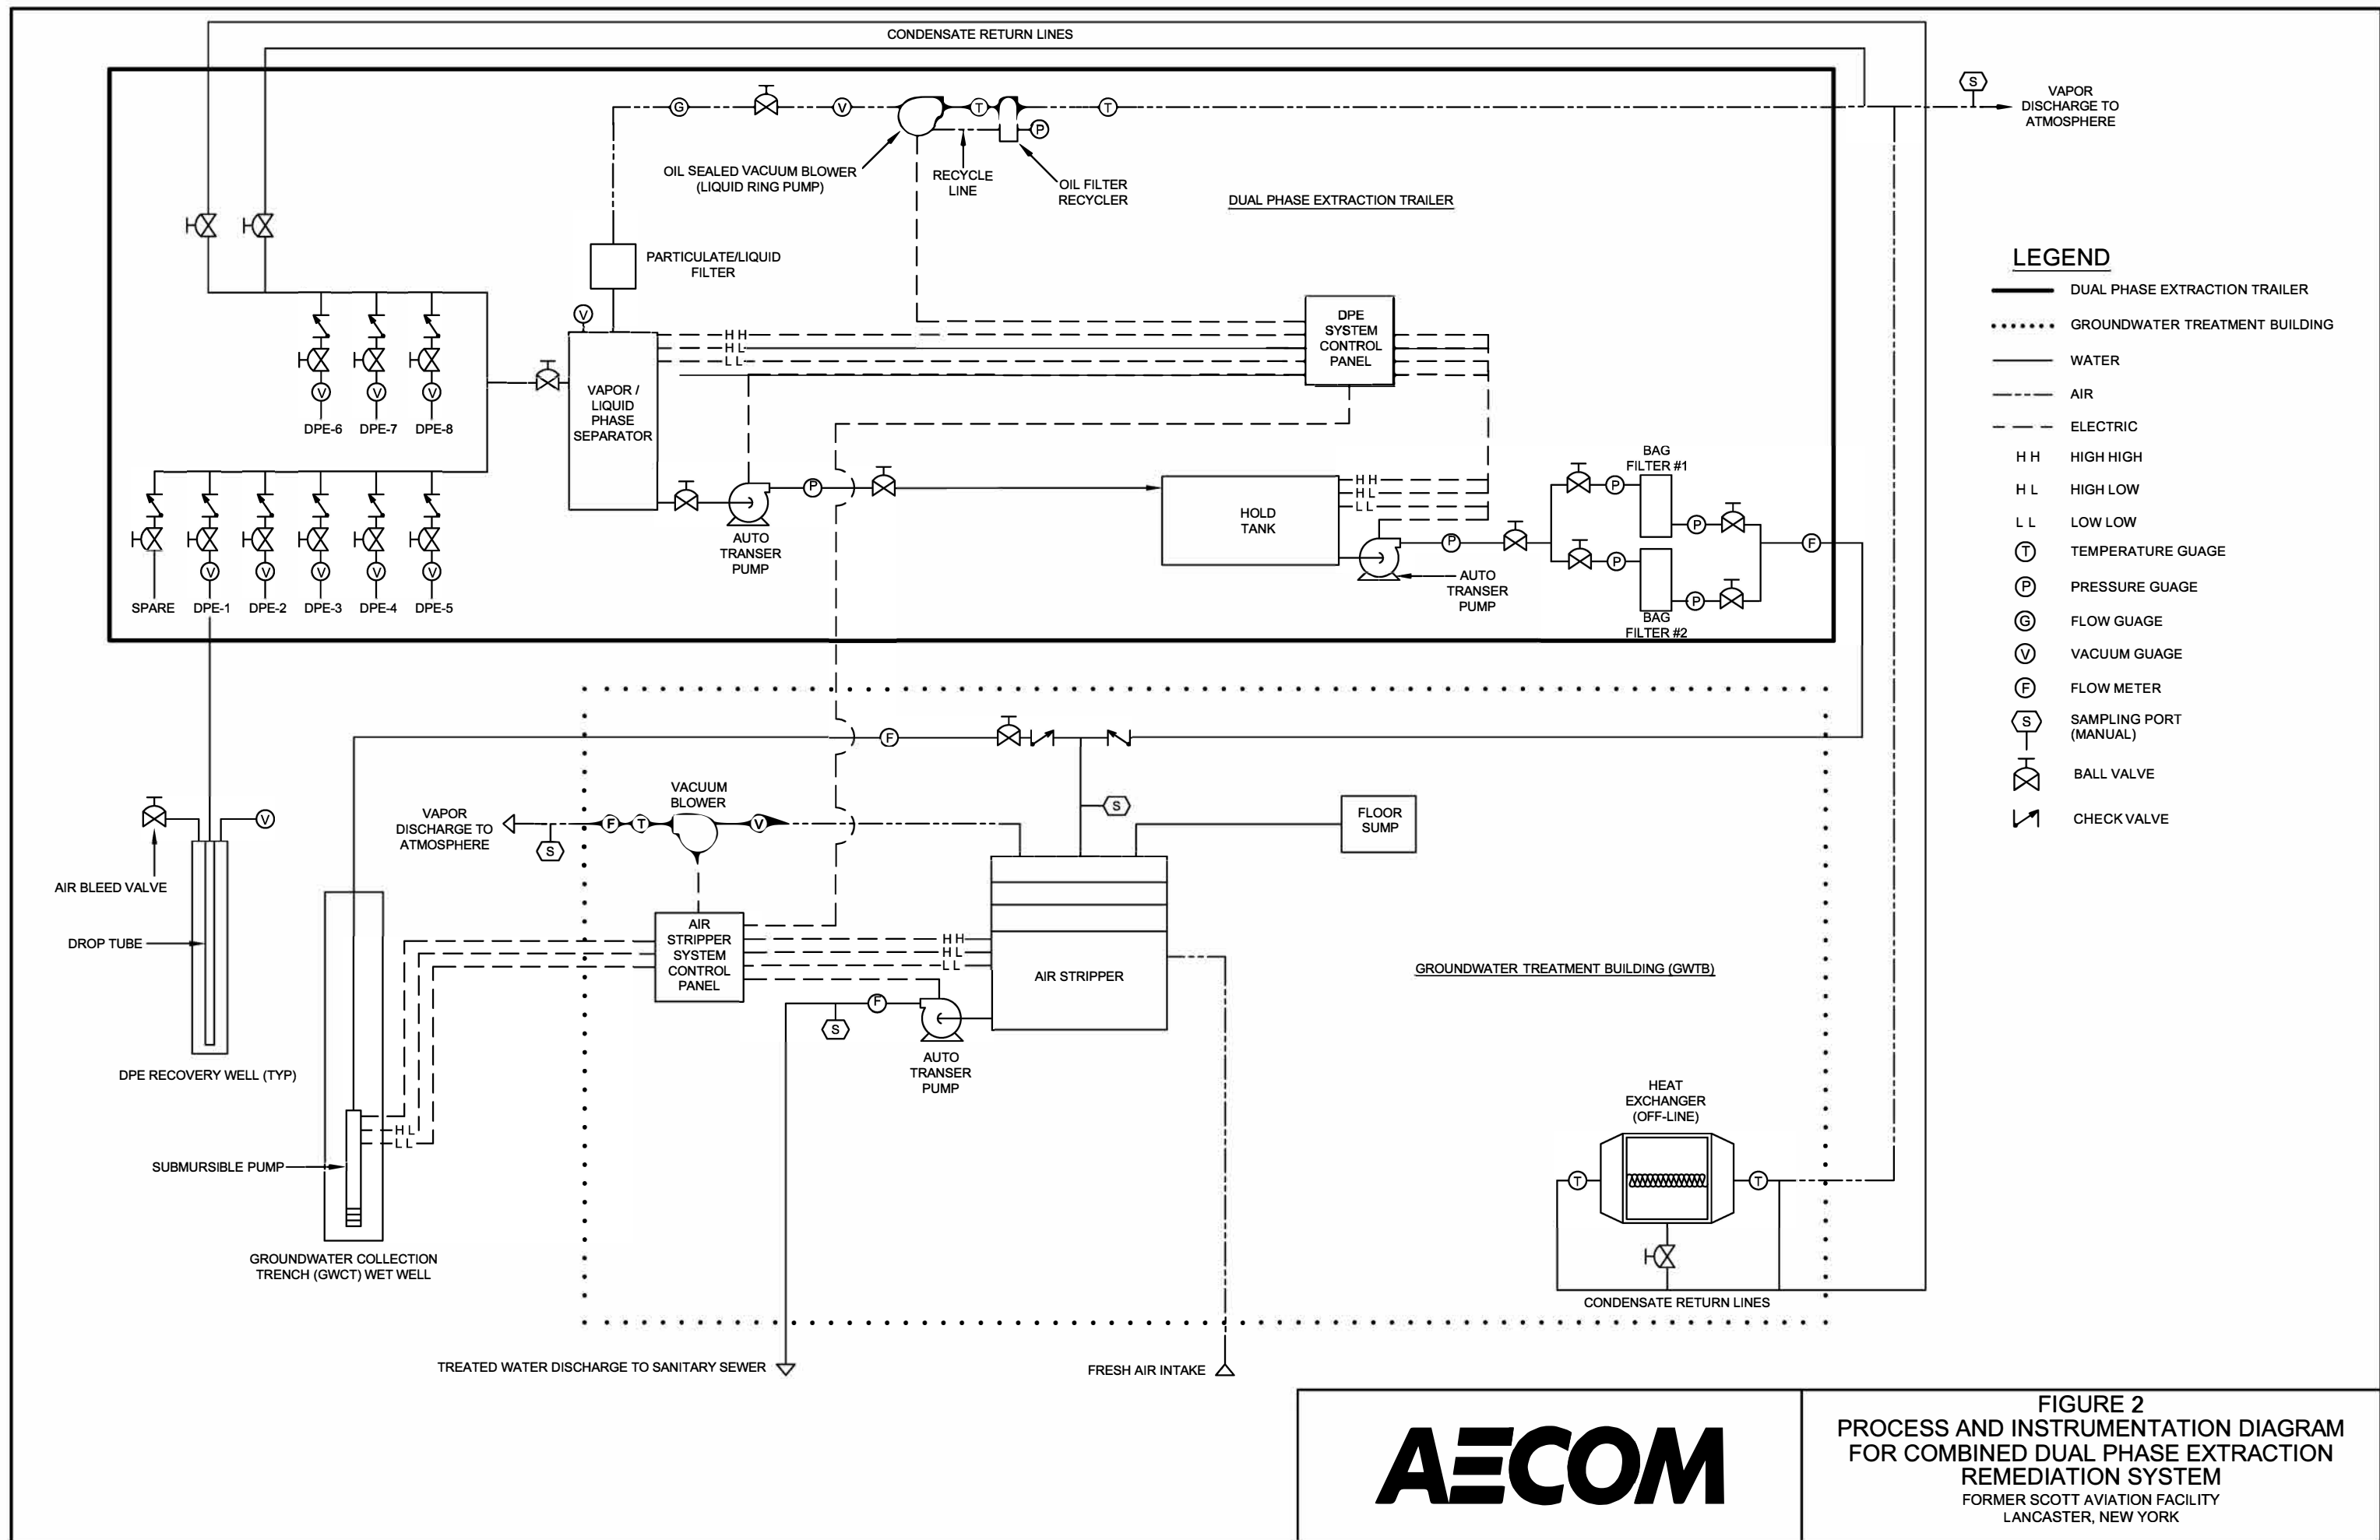 CONDENSATE RETURN LINES
S
VAPOR
DISCHARGE TO
ATMOSPHERE
G
V
T
T
P
OIL SEALED VACUUM BLOWER
(LIQUID RING PUMP)
RECYCLE
LINE
OIL FILTER
RECYCLER
DUAL PHASE EXTRACTION TRAILER
PARTICULATE/LIQUID
FILTER
V
VAPOR /
LIQUID
PHASE
SEPARATOR
H H
H L
L L
DPE
SYSTEM
CONTROL
PANEL
V
V
V
DPE-6
DPE-7
DPE-8
V
V
V
V
V
SPARE
DPE-1
DPE-2
DPE-3
DPE-4
DPE-5
P
AUTO
TRANSER
PUMP
HOLD
TANK
H H
H L
L L
P
AUTO
TRANSER
PUMP
BAG
FILTER #1
P
P
P
P
BAG
FILTER #2
F
LEGEND
DUAL PHASE EXTRACTION TRAILER
GROUNDWATER TREATMENT BUILDING
WATER
AIR
ELECTRIC
H H HIGH HIGH
H L HIGH LOW
L L LOW LOW
T TEMPERATURE GUAGE
P PRESSURE GUAGE
G FLOW GUAGE
V VACUUM GUAGE
F FLOW METER
S SAMPLING PORT
(MANUAL)
BALL VALVE
CHECK VALVE
F
S
VACUUM
BLOWER
VAPOR
DISCHARGE TO
ATMOSPHERE
F
T
V
S
FLOOR
SUMP
V
AIR BLEED VALVE
DROP TUBE
DPE RECOVERY WELL (TYP)
AIR
STRIPPER
SYSTEM
CONTROL
PANEL
H H
H L
L L
AIR STRIPPER
F
S
AUTO
TRANSER
PUMP
GROUNDWATER TREATMENT BUILDING (GWTB)
H L
L L
SUBMURSIBLE PUMP
GROUNDWATER COLLECTION
TRENCH (GWCT) WET WELL
HEAT
EXCHANGER
(OFF-LINE)
T
T
CONDENSATE RETURN LINES
TREATED WATER DISCHARGE TO SANITARY SEWER
FRESH AIR INTAKE
AECOM
FIGURE 2
PROCESS AND INSTRUMENTATION DIAGRAM
FOR COMBINED DUAL PHASE EXTRACTION
REMEDIATION SYSTEM
FORMER SCOTT AVIATION FACILITY
LANCASTER, NEW YORK